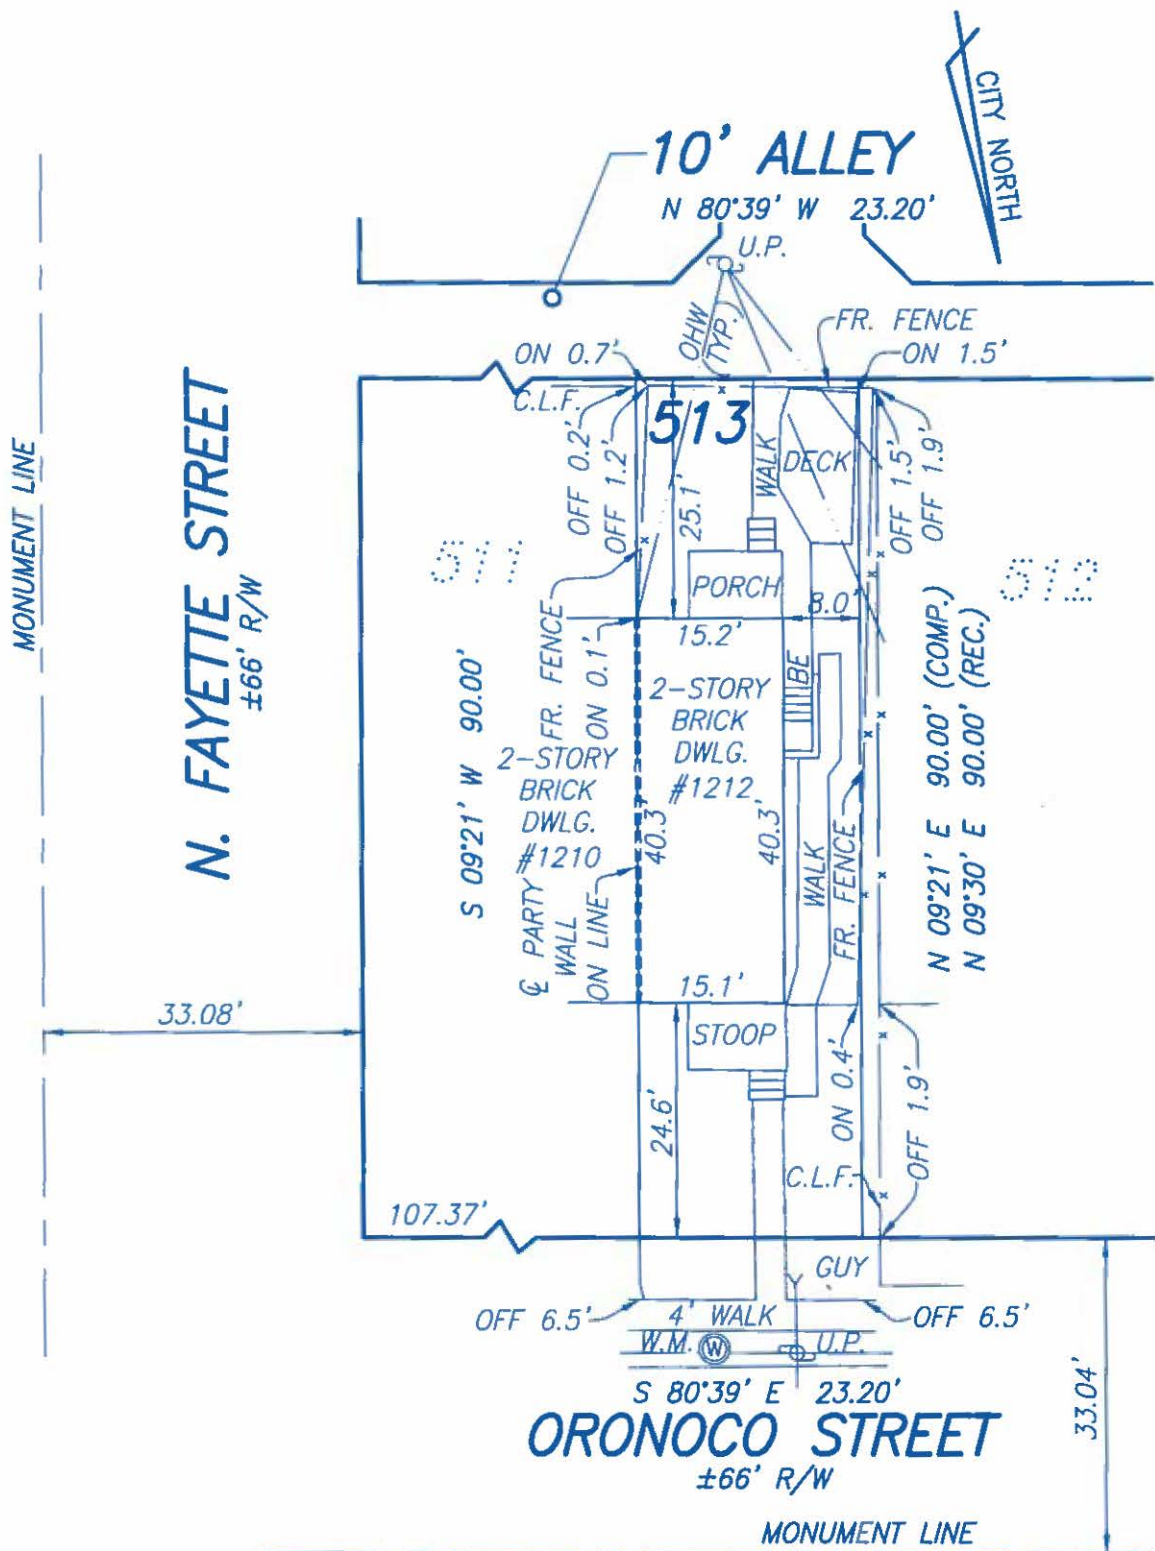 CITY NORTH
10' ALLEY
N 80°39' W 23.20'
U.P.
OHW
TYP.
FR. FENCE
ON 0.7'
ON 1.5'
C.L.F.
513
OFF 0.2'
OFF 1.2'
25.1'
WALK
DECK
OFF 1.5'
OFF 1.9'
MONUMENT LINE
N. FAYETTE STREET
±66' R/W
511
512
PORCH
8.0'
15.2'
FR. FENCE
ON 0.1'
S 09°21' W 90.00'
2-STORY
BRICK
DWLG.
#1212
BE
2-STORY
BRICK
DWLG.
#1210
40.3'
40.3'
WALK
FR. FENCE
N 09°21' E 90.00' (COMP.)
N 09°30' E 90.00' (REC.)
℄ PARTY
WALL
ON LINE
15.1'
33.08'
STOOP
24.6'
ON 0.4'
OFF 1.9'
C.L.F.
107.37'
GUY
OFF 6.5'
4' WALK
OFF 6.5'
W.M.
W
U.P.
S 80°39' E 23.20'
ORONOCO STREET
±66' R/W
33.04'
MONUMENT LINE